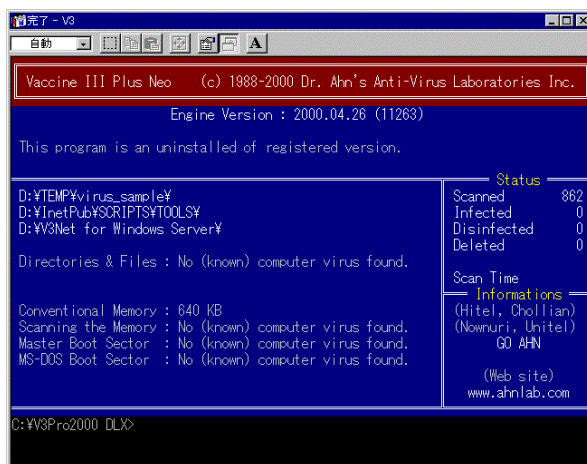 完了 - V3
自動
A
Vaccine III Plus Neo (c) 1988-2000 Dr. Ahn's Anti-Virus Laboratories Inc.
Engine Version : 2000.04.26 (11263)
This program is an uninstalled of registered version.
D:¥TEMP¥virus_sample¥
D:¥InetPub¥SCRIPTS¥TOOLS¥
D:¥V3Net for Windows Server¥
Directories & Files : No (known) computer virus found.
Conventional Memory : 640 KB
Scanning the Memory : No (known) computer virus found.
Master Boot Sector : No (known) computer virus found.
MS-DOS Boot Sector : No (known) computer virus found.
Status
Scanned 862
Infected 0
Disinfected 0
Deleted 0
Scan Time
Informations
(Hitel, Chollian)
(Nownuri, Unitel)
GO AHN
(Web site)
www.ahnlab.com
C:¥V3Pro2000 DLX>